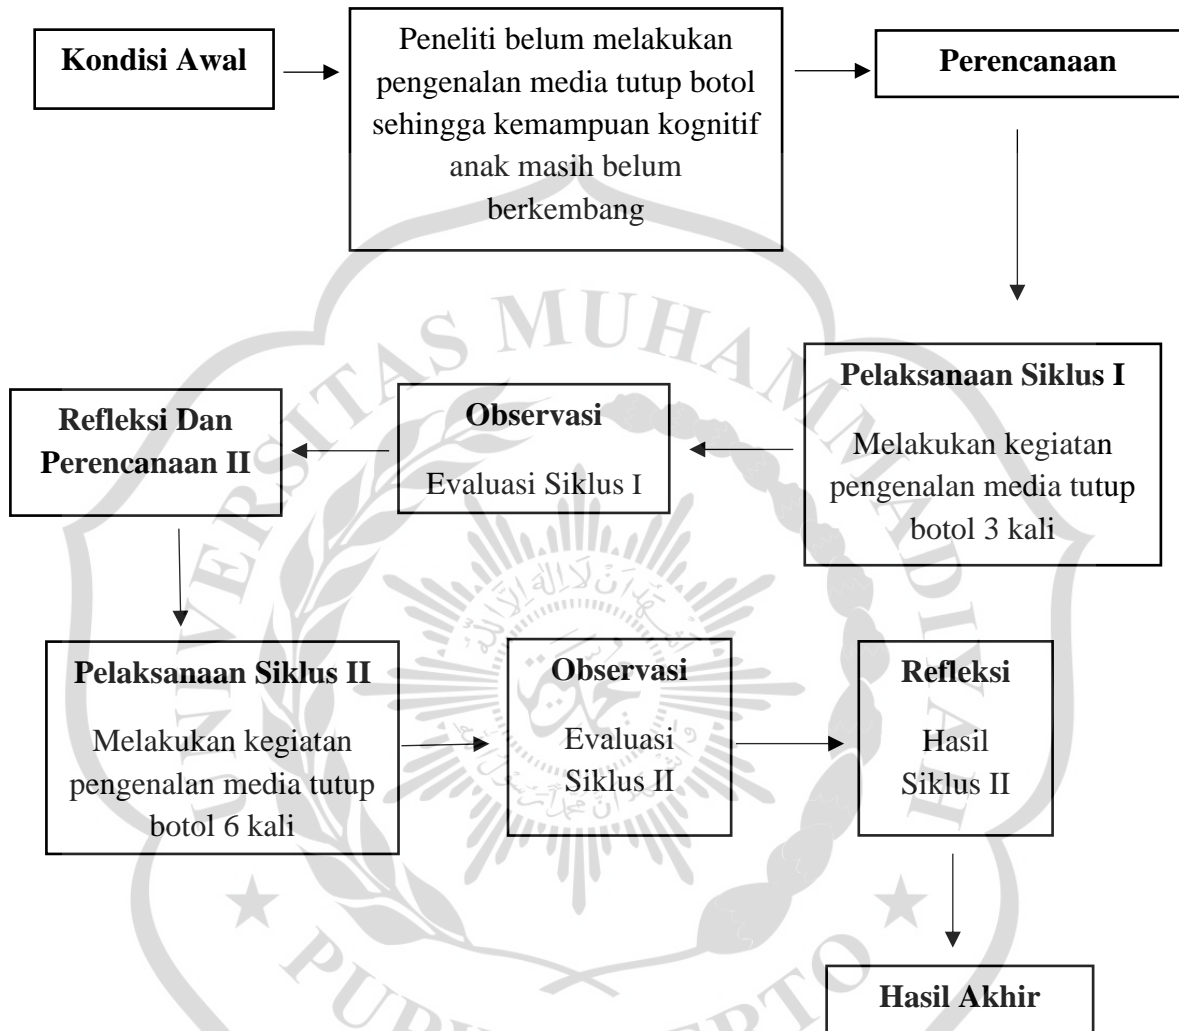 Kondisi Awal
Peneliti belum melakukan
pengenalan media tutup botol
sehingga kemampuan kognitif
anak masih belum
berkembang
Perencanaan
Pelaksanaan Siklus I
Melakukan kegiatan
pengenalan media tutup
botol 3 kali
Observasi
Evaluasi Siklus I
Refleksi Dan
Perencanaan II
Pelaksanaan Siklus II
Melakukan kegiatan
pengenalan media tutup
botol 6 kali
Observasi
Evaluasi
Siklus II
Refleksi
Hasil
Siklus II
Hasil Akhir
UNIVERSITAS MUHAMMADIYAH